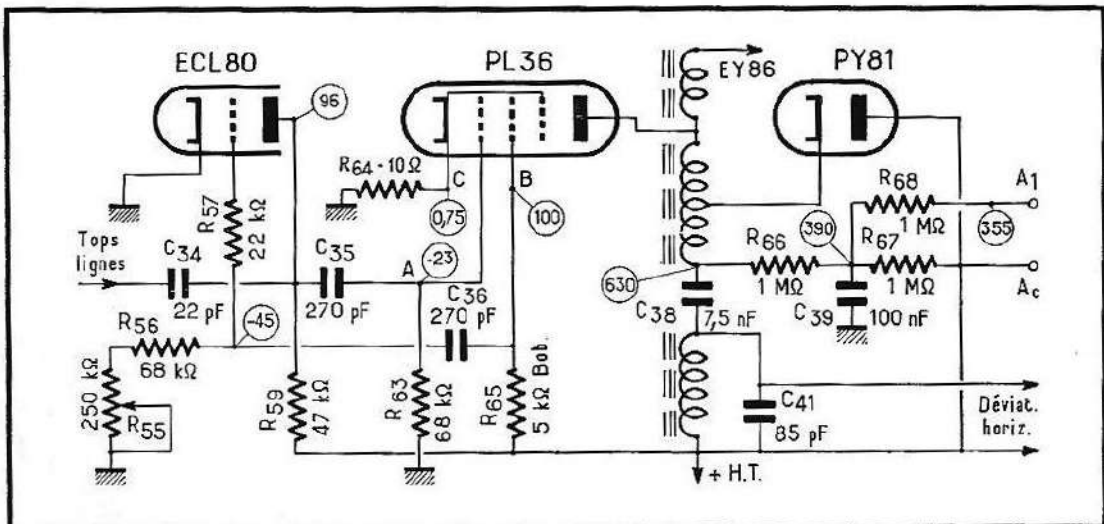 ECL80
PL36
EY86
PY81
96
R64 - 10 Ω
C
B
0,75
100
R57
22 kΩ
R68
1 MΩ
A1
355
Tops
lignes
C34
22 pF
C35
270 pF
A
-23
C36
270 pF
390
R66
1 MΩ
R67
1 MΩ
Ac
630
C38
7,5 nF
C39
100 nF
R56
68 kΩ
-45
250 kΩ
R55
R59
47 kΩ
R63
68 kΩ
R65
5 kΩ Bob.
C41
85 pF
Déviat.
horiz.
+ H.T.